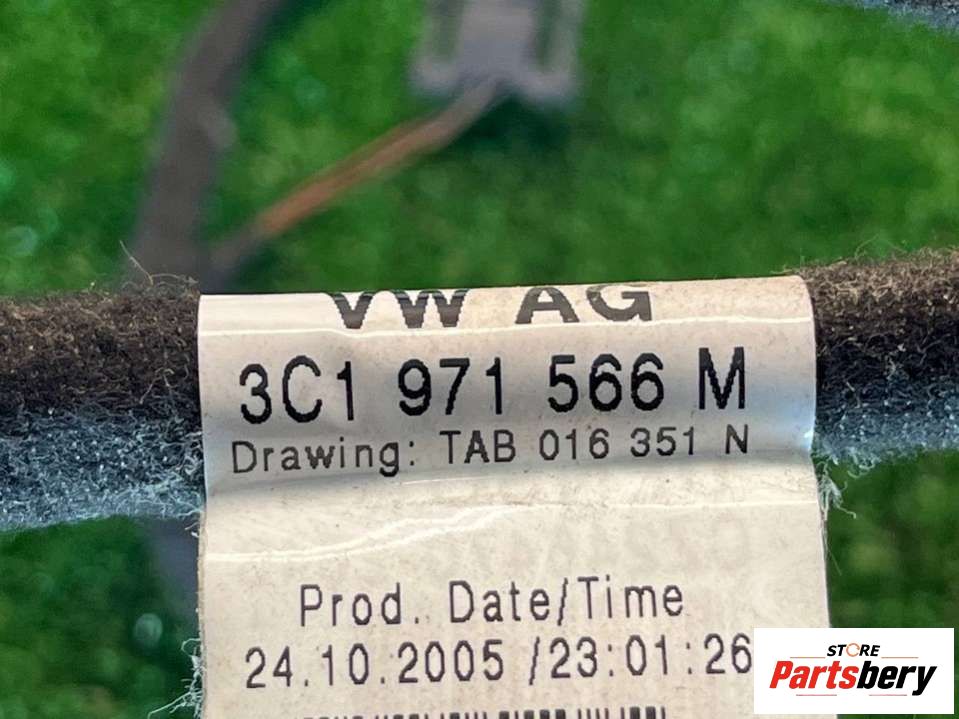 VW AG
3C1 971 566 M
Drawing: TAB 016 351 N
Prod. Date/Time
24.10.2005 /23:01:26
STORE
Partsbery